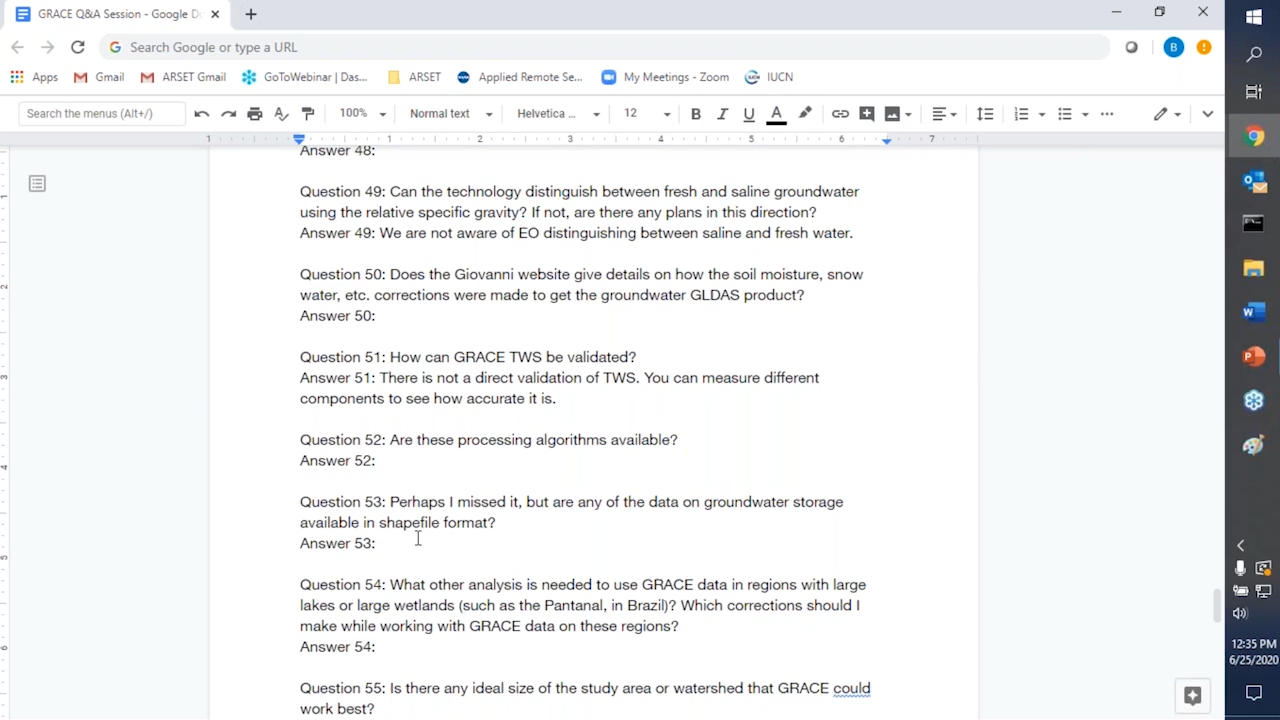 GRACE Q&A Session - Google Do
Search Google or type a URL
B
Apps
Gmail
ARSET Gmail
GoToWebinar | Das...
ARSET
Applied Remote Se...
My Meetings - Zoom
IUCN
Search the menus (Alt+/)
100%
Normal text
Helvetica ...
12
B I U A
1 1 2 3 4 5 6 7
Answer 48:
Question 49: Can the technology distinguish between fresh and saline groundwater
using the relative specific gravity? If not, are there any plans in this direction?
Answer 49: We are not aware of EO distinguishing between saline and fresh water.
Question 50: Does the Giovanni website give details on how the soil moisture, snow
water, etc. corrections were made to get the groundwater GLDAS product?
Answer 50:
Question 51: How can GRACE TWS be validated?
Answer 51: There is not a direct validation of TWS. You can measure different
components to see how accurate it is.
Question 52: Are these processing algorithms available?
Answer 52:
Question 53: Perhaps I missed it, but are any of the data on groundwater storage
available in shapefile format?
Answer 53:
Question 54: What other analysis is needed to use GRACE data in regions with large
lakes or large wetlands (such as the Pantanal, in Brazil)? Which corrections should I
make while working with GRACE data on these regions?
Answer 54:
Question 55: Is there any ideal size of the study area or watershed that GRACE could
work best?
12:35 PM
6/25/2020